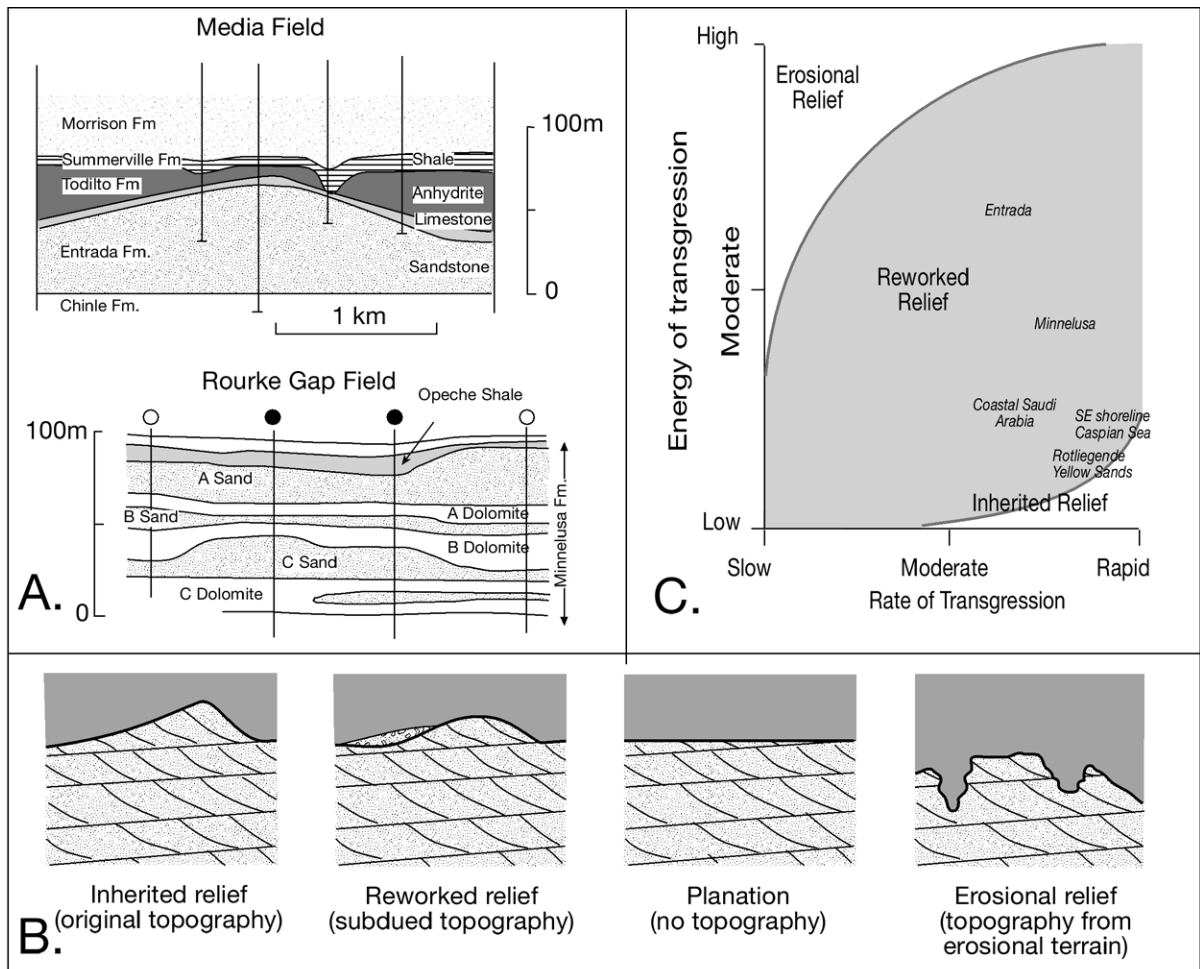 Media Field
Morrison Fm
Summerville Fm
Todilto Fm
Entrada Fm.
Chinle Fm.
Shale
Anhydrite
Limestone
Sandstone
100m
0
1 km
Rourke Gap Field
Opeche Shale
100m
A Sand
B Sand
A Dolomite
B Dolomite
C Sand
C Dolomite
0
Minnelusa Fm.
A.
High
Erosional
Relief
Energy of transgression
Moderate
Entrada
Reworked
Relief
Minnelusa
Coastal Saudi
Arabia
SE shoreline
Caspian Sea
Rotliegende
Yellow Sands
Inherited Relief
Low
Slow
Moderate
Rapid
Rate of Transgression
C.
Inherited relief
(original topography)
Reworked relief
(subdued topography)
Planation
(no topography)
Erosional relief
(topography from
erosional terrain)
B.